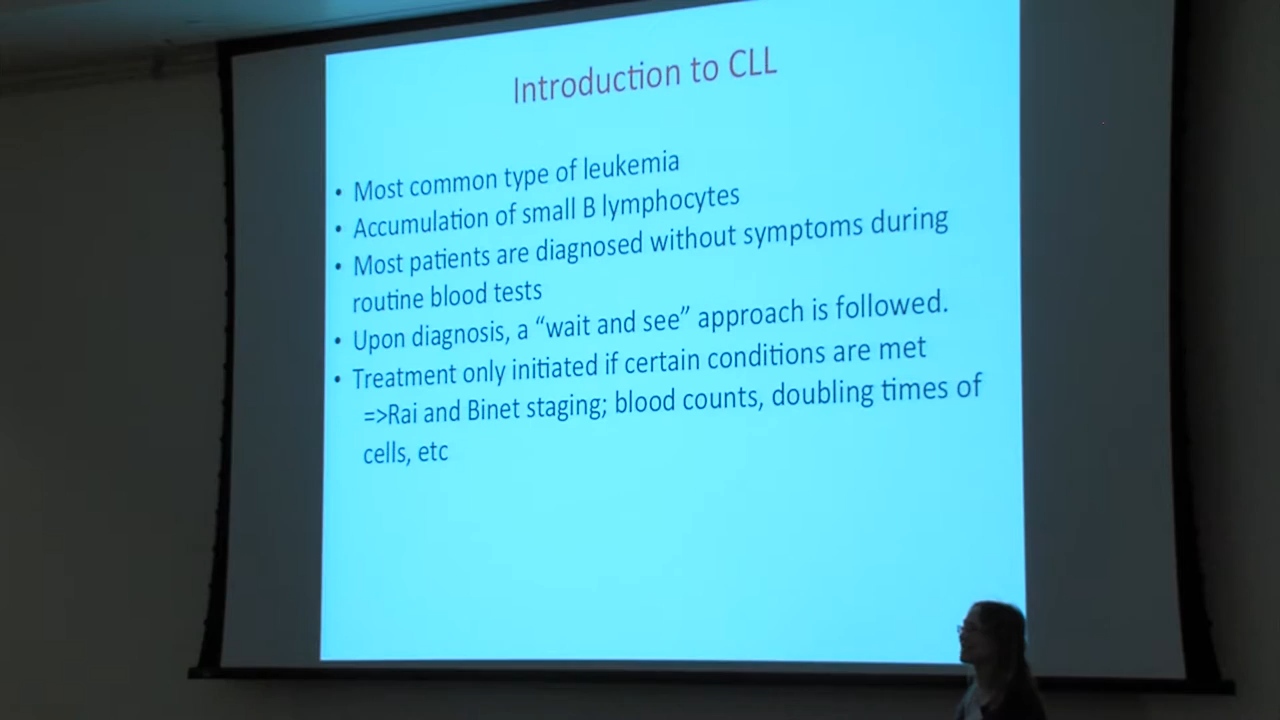 Introduction to CLL
• Most common type of leukemia
• Accumulation of small B lymphocytes
• Most patients are diagnosed without symptoms during
routine blood tests
• Upon diagnosis, a “wait and see” approach is followed.
• Treatment only initiated if certain conditions are met
=>Rai and Binet staging; blood counts, doubling times of
cells, etc